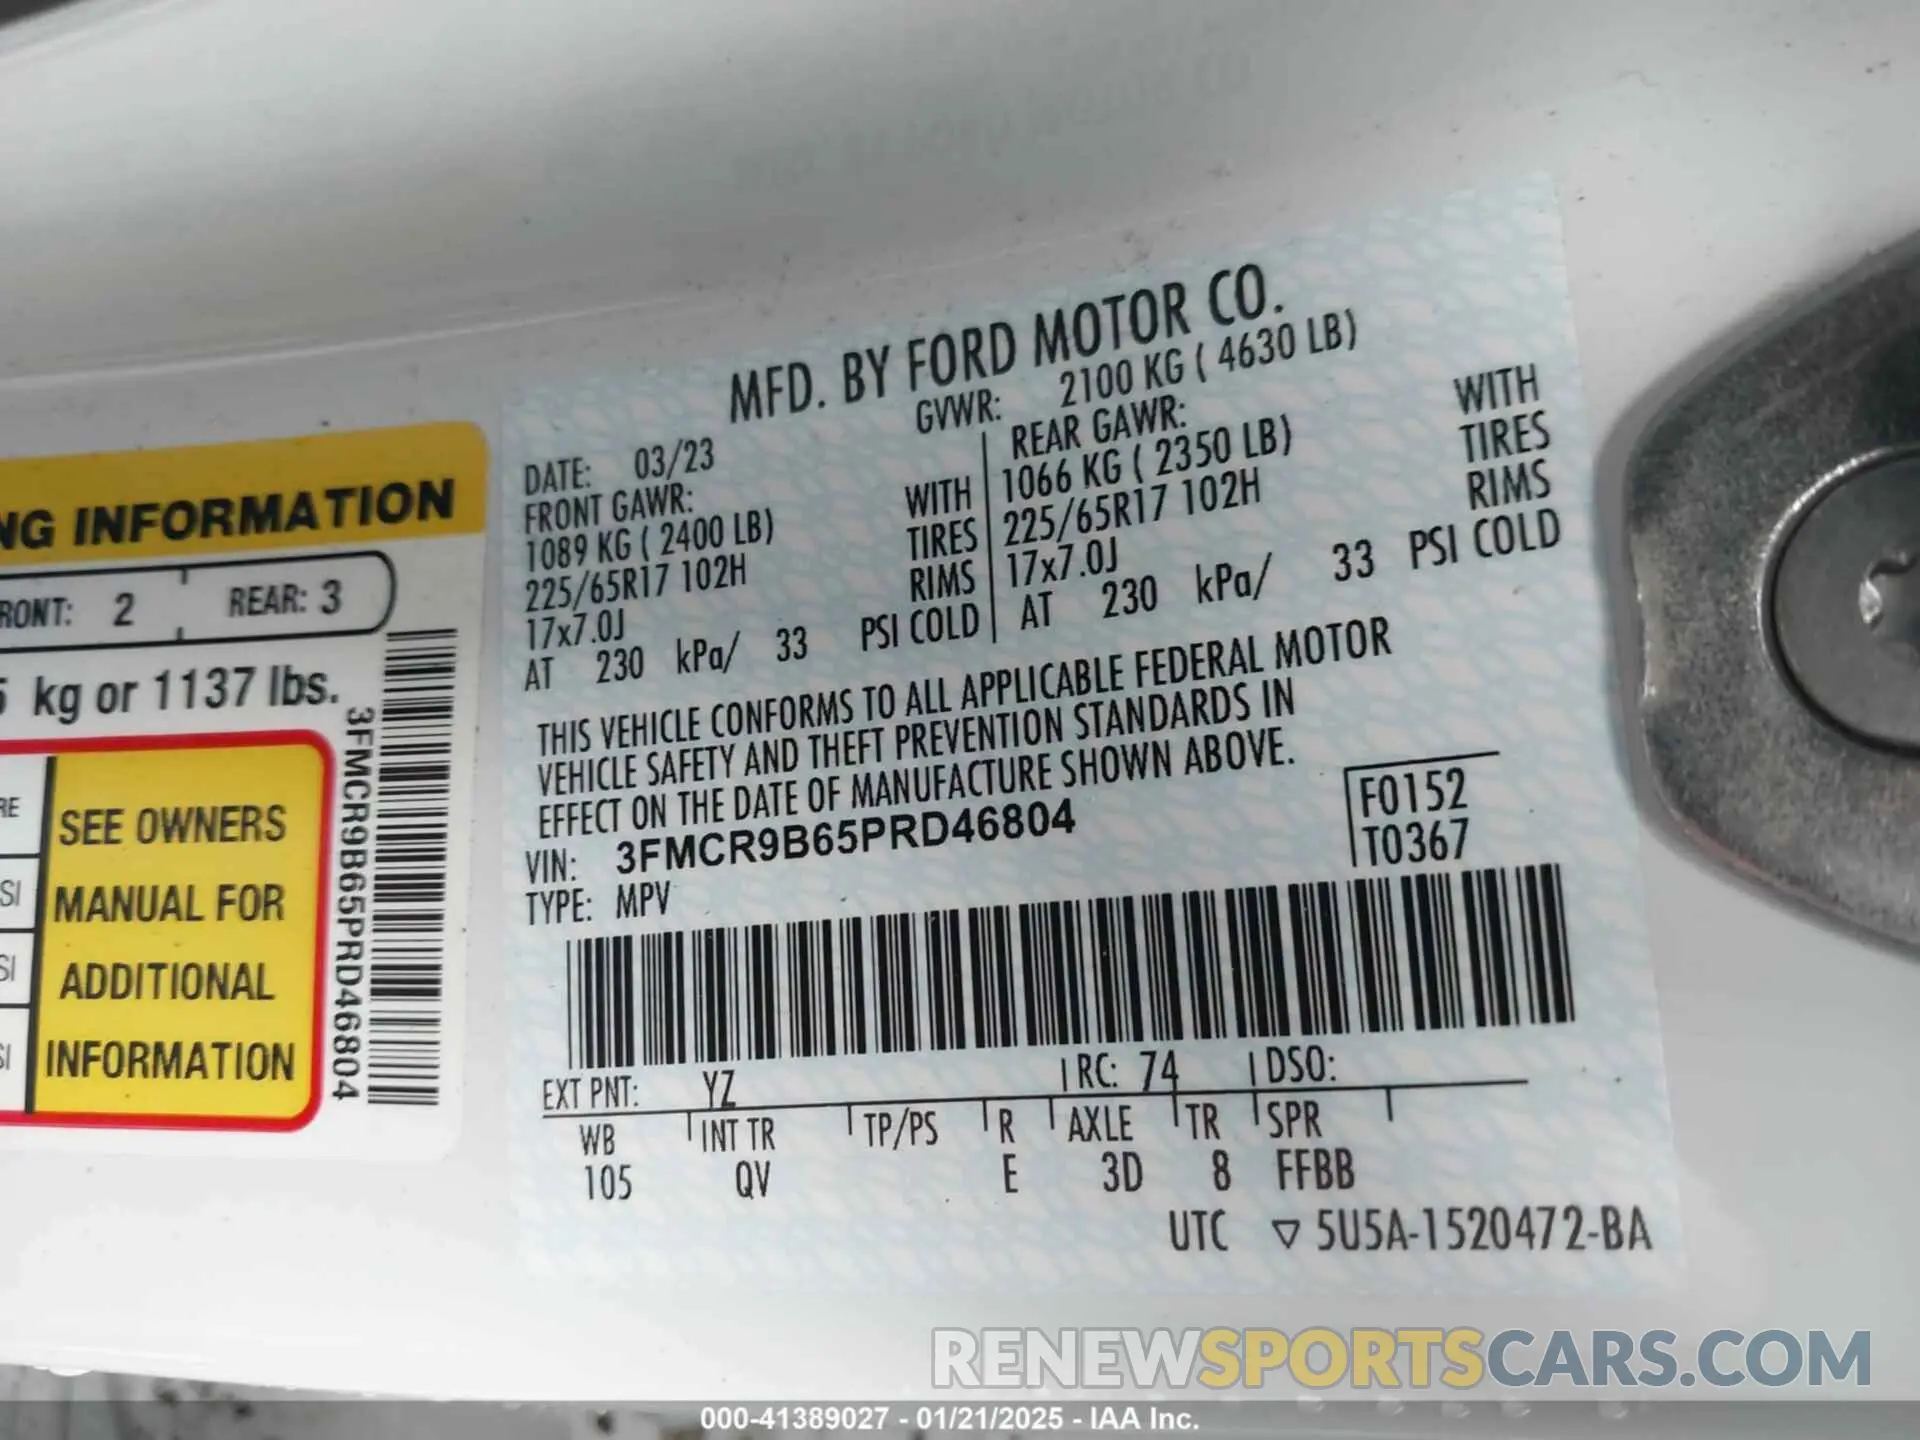 NG INFORMATION
RONT: 2 REAR: 3
kg or 1137 lbs.
RE
SI
SI
SI
SEE OWNERS
MANUAL FOR
ADDITIONAL
INFORMATION
3FMCR9B65PRD46804
MFD. BY FORD MOTOR CO.
DATE: 03/23 GVWR: 2100 KG ( 4630 LB)
FRONT GAWR: REAR GAWR:
1089 KG ( 2400 LB) WITH 1066 KG ( 2350 LB) WITH
225/65R17 102H TIRES 225/65R17 102H TIRES
17x7.0J RIMS 17x7.0J RIMS
AT 230 kPa/ 33 PSI COLD AT 230 kPa/ 33 PSI COLD
THIS VEHICLE CONFORMS TO ALL APPLICABLE FEDERAL MOTOR
VEHICLE SAFETY AND THEFT PREVENTION STANDARDS IN
EFFECT ON THE DATE OF MANUFACTURE SHOWN ABOVE.
VIN: 3FMCR9B65PRD46804 F0152
TYPE: MPV T0367
EXT PNT: YZ RC: 74 DSO:
WB INT TR TP/PS R AXLE TR SPR
105 QV E 3D 8 FFBB
UTC ▽ 5U5A-1520472-BA
RENEWSPORTSCARS.COM
000-41389027 - 01/21/2025 - IAA Inc.